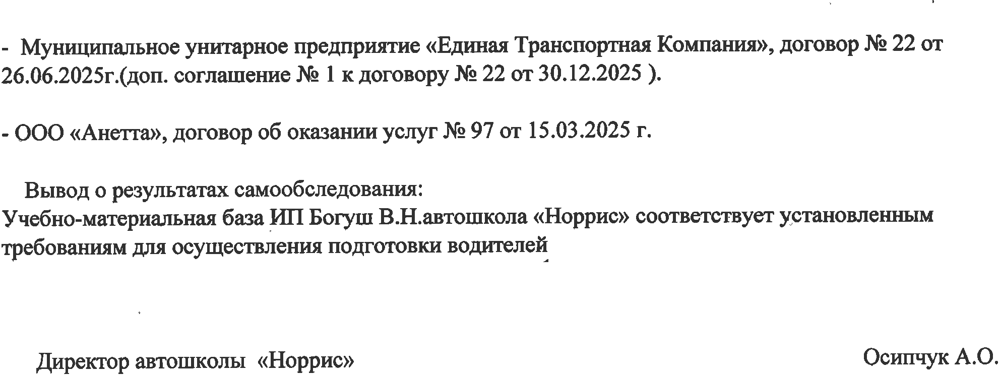 - Муниципальное унитарное предприятие «Единая Транспортная Компания», договор № 22 от
26.06.2025г.(доп. соглашение № 1 к договору № 22 от 30.12.2025 ).
- ООО «Анетта», договор об оказании услуг № 97 от 15.03.2025 г.
Вывод о результатах самообследования:
Учебно-материальная база ИП Богуш В.Н.автошкола «Норрис» соответствует установленным
требованиям для осуществления подготовки водителей
Директор автошколы «Норрис» Осипчук А.О.